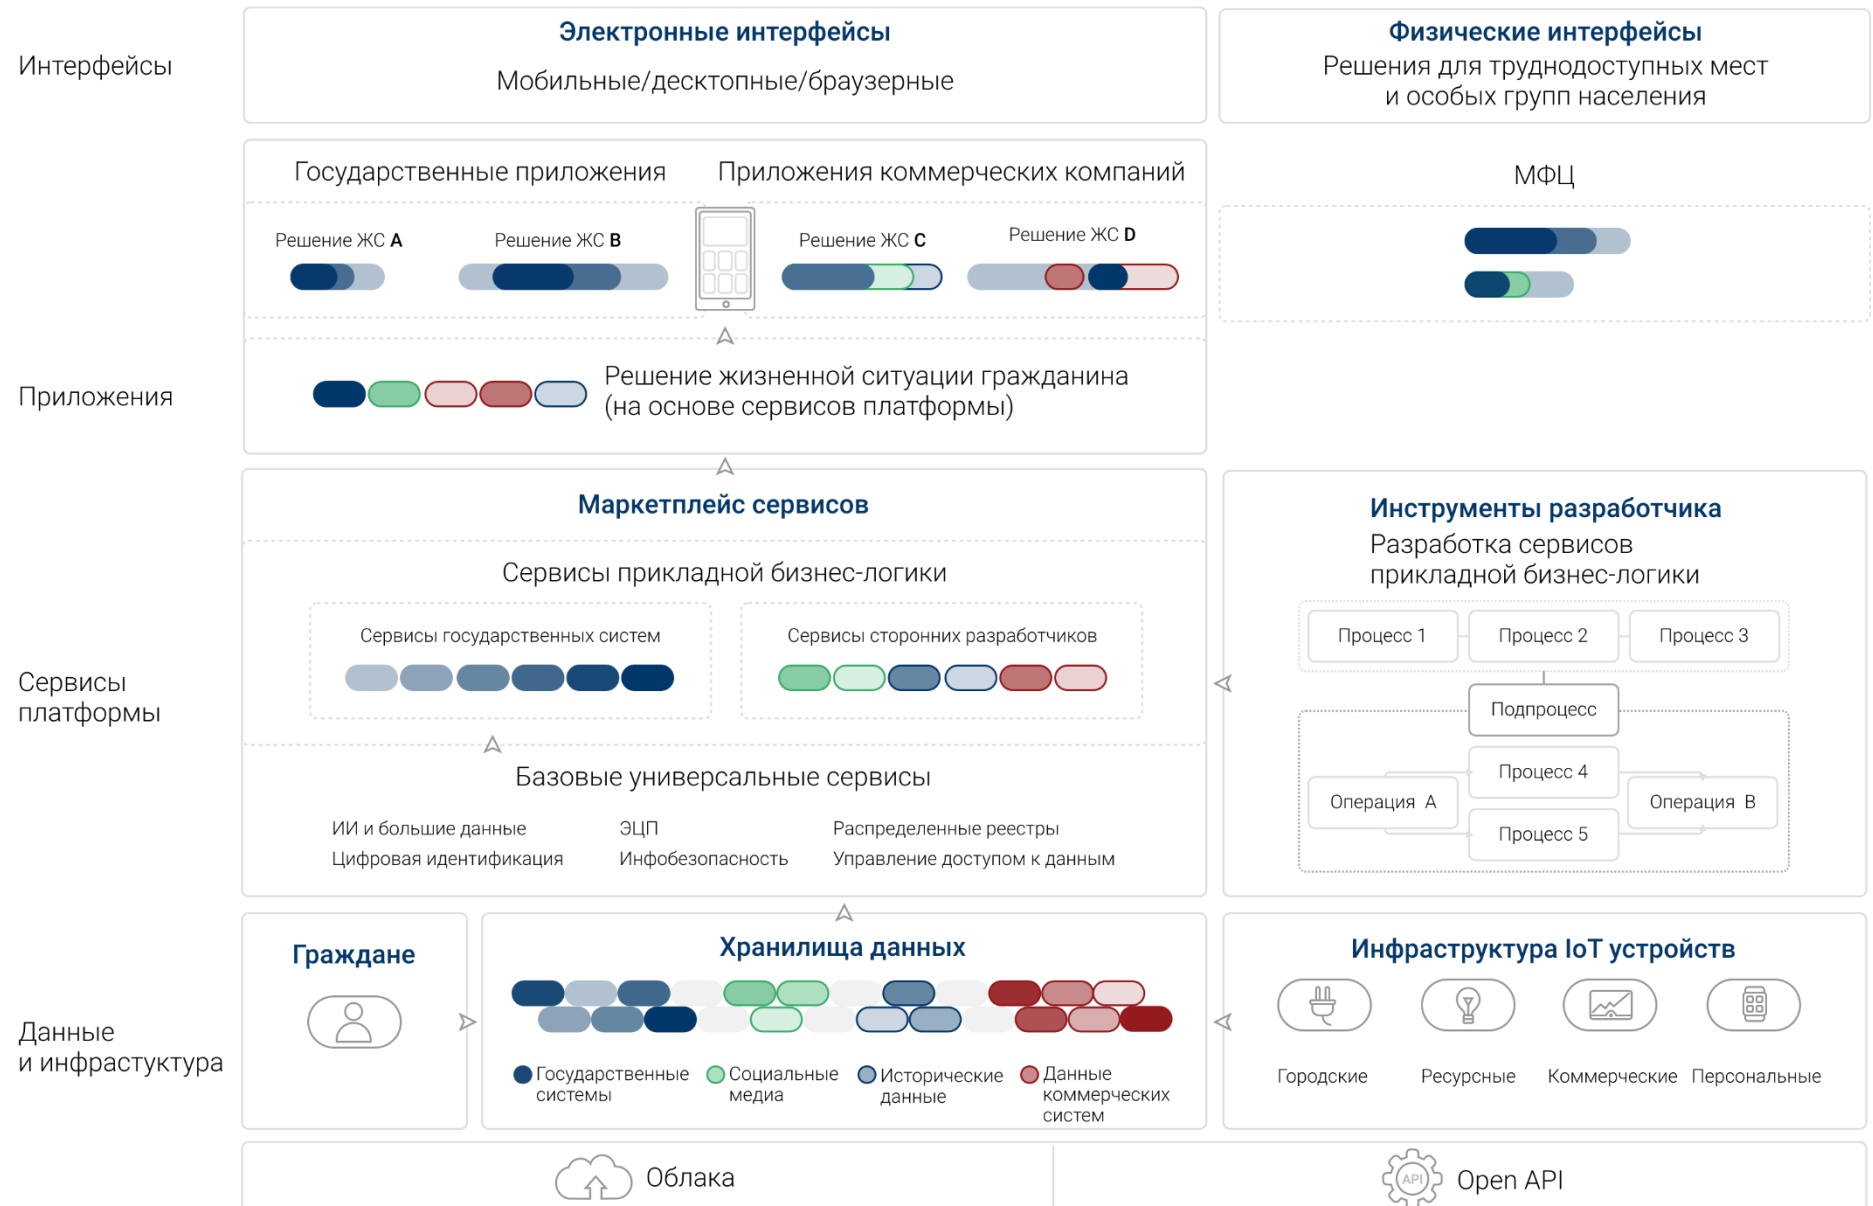 Интерфейсы
Электронные интерфейсы
Мобильные/десктопные/браузерные
Физические интерфейсы
Решения для труднодоступных мест
и особых групп населения
Приложения
Государственные приложения
Приложения коммерческих компаний
МФЦ
Решение ЖС A
Решение ЖС B
Решение ЖС C
Решение ЖС D
Решение жизненной ситуации гражданина
(на основе сервисов платформы)
Сервисы
платформы
Маркетплейс сервисов
Сервисы прикладной бизнес-логики
Сервисы государственных систем
Сервисы сторонних разработчиков
Базовые универсальные сервисы
ИИ и большие данные
ЭЦП
Распределенные реестры
Цифровая идентификация
Инфобезопасность
Управление доступом к данным
Инструменты разработчика
Разработка сервисов
прикладной бизнес-логики
Процесс 1
Процесс 2
Процесс 3
Подпроцесс
Процесс 4
Операция A
Операция B
Процесс 5
Данные
и инфрастуктура
Граждане
Хранилища данных
Государственные
системы
Социальные
медиа
Исторические
данные
Данные
коммерческих
систем
Инфраструктура IoT устройств
Городские
Ресурсные
Коммерческие
Персональные
Облака
API
Open API